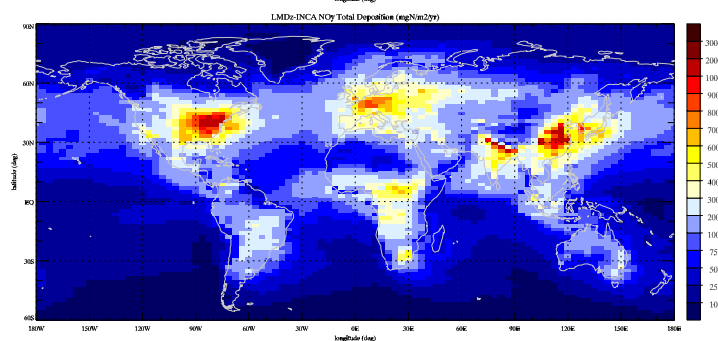 LMDz-INCA NOy Total Deposition (mgN/m2/yr)
90N
60N
30N
EQ
30S
60S
latitude (deg)
180W 150W 120W 90W 60W 30W 0E 30E 60E 90E 120E 150E 180E
longitude (deg)
300
200
100
900
800
700
600
500
400
300
200
100
75
50
25
10